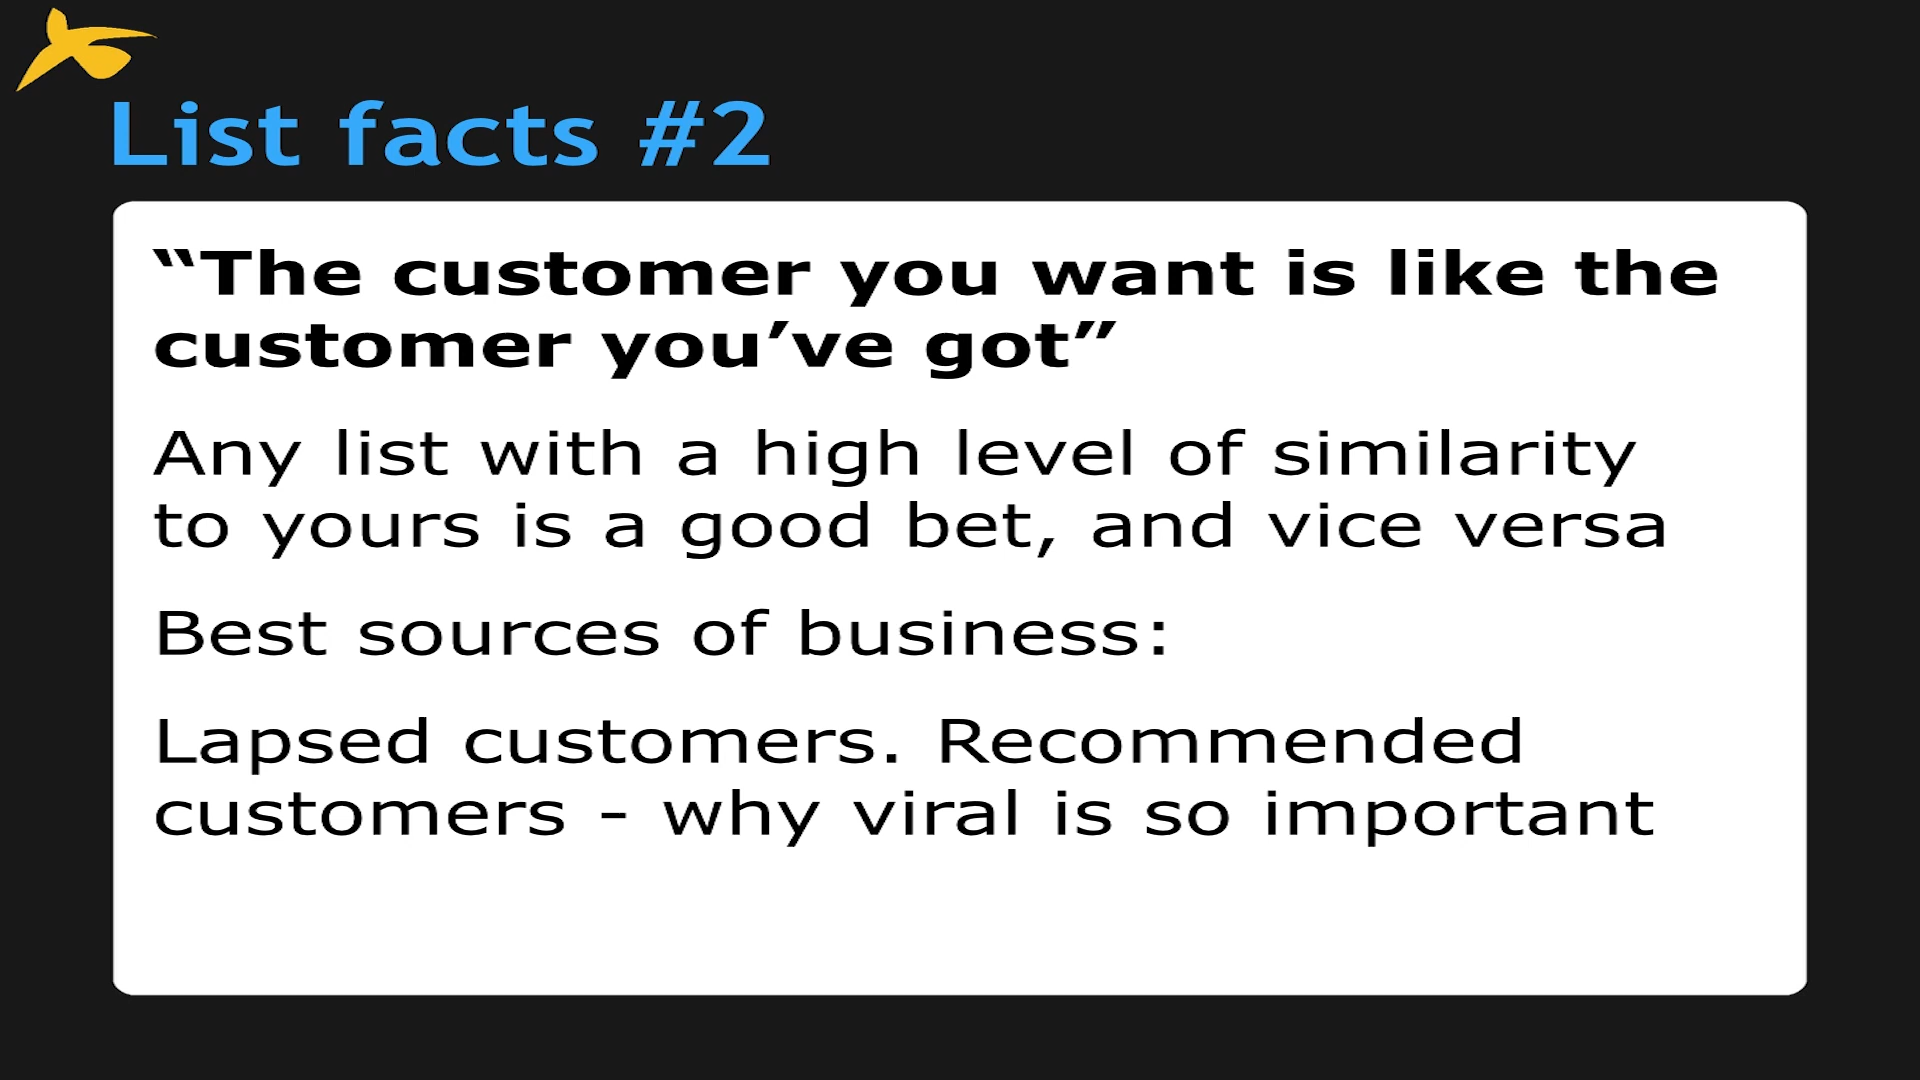 List facts #2
“The customer you want is like the
customer you’ve got”
Any list with a high level of similarity
to yours is a good bet, and vice versa
Best sources of business:
Lapsed customers. Recommended
customers - why viral is so important